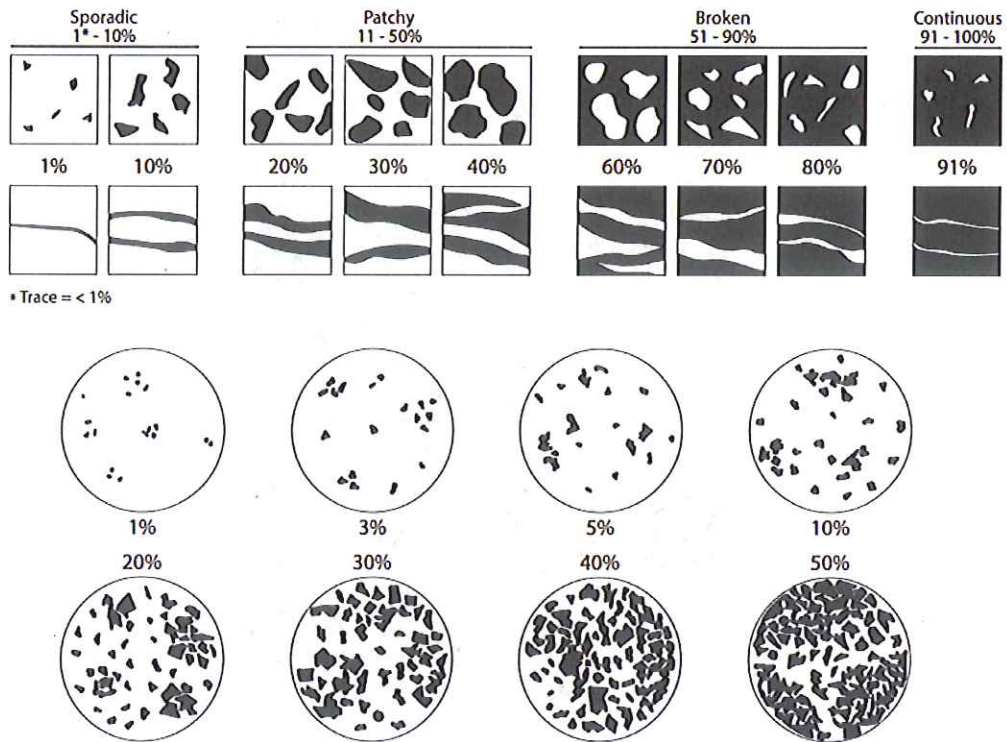 Sporadic
1* - 10%
Patchy
11 - 50%
Broken
51 - 90%
Continuous
91 - 100%
1% 10% 20% 30% 40% 60% 70% 80% 91%
* Trace = < 1%
1% 3% 5% 10%
20% 30% 40% 50%